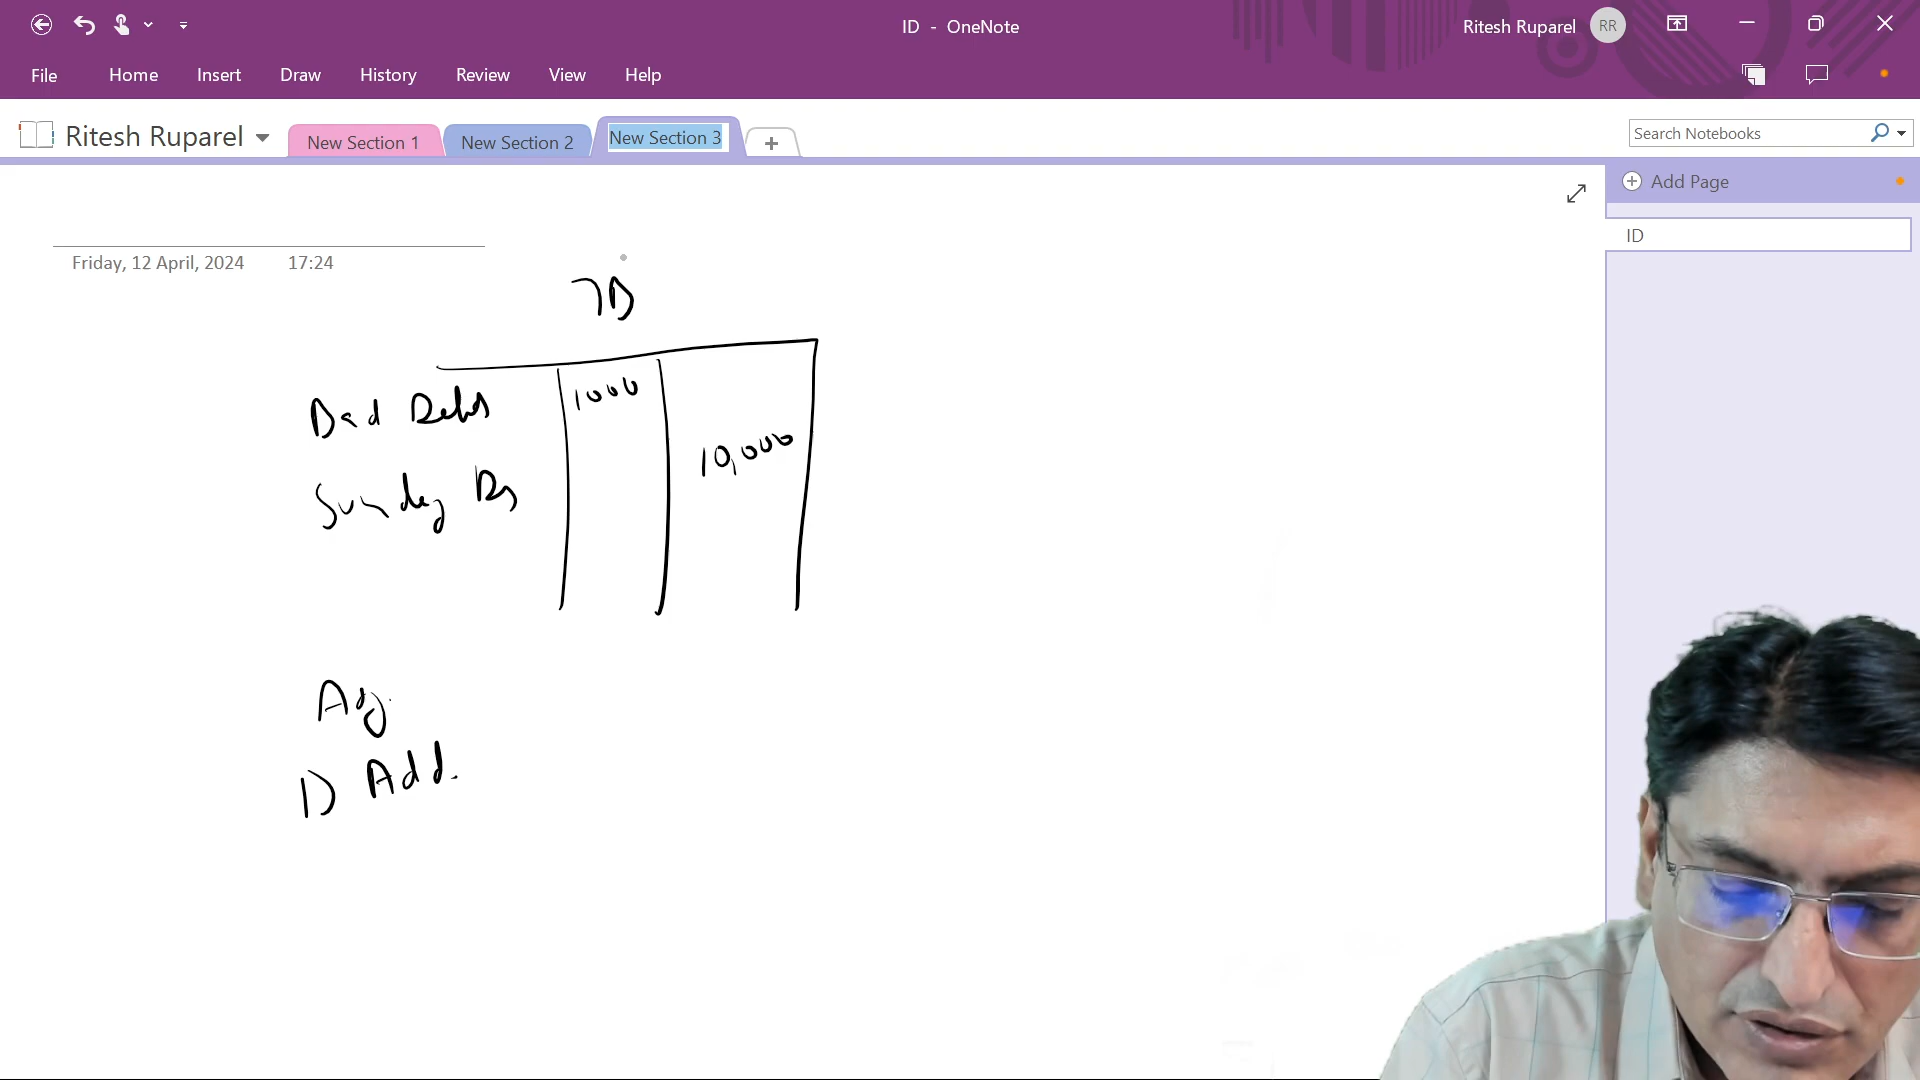 ID - OneNote
Ritesh Ruparel RR
File Home Insert Draw History Review View Help
Ritesh Ruparel
New Section 1 New Section 2 New Section 3
Search Notebooks
Add Page
ID
Friday, 12 April, 2024 17:24
TB
Bad Debts 1000
10,000
Sundry Drs
Adj.
1) Add.